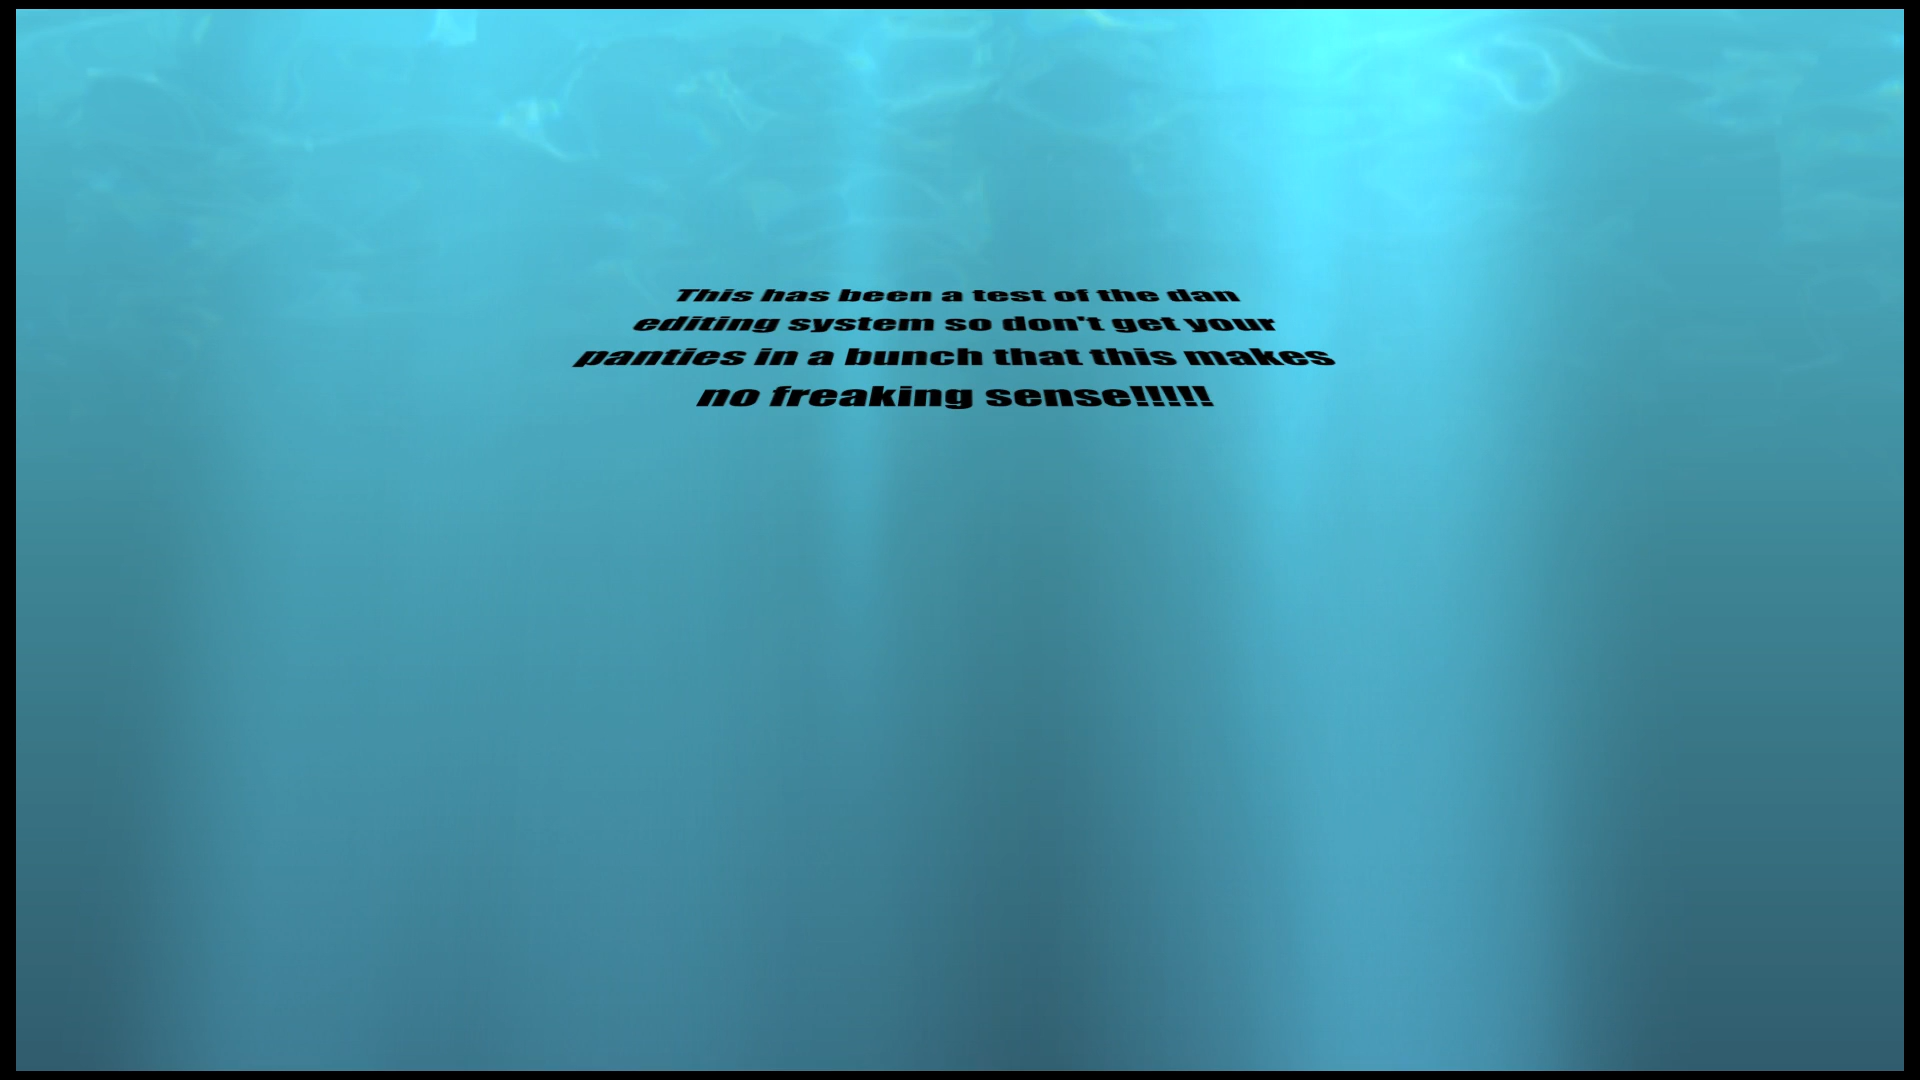 This has been a test of the dan
editing system so don't get your
panties in a bunch that this makes
no freaking sense!!!!!